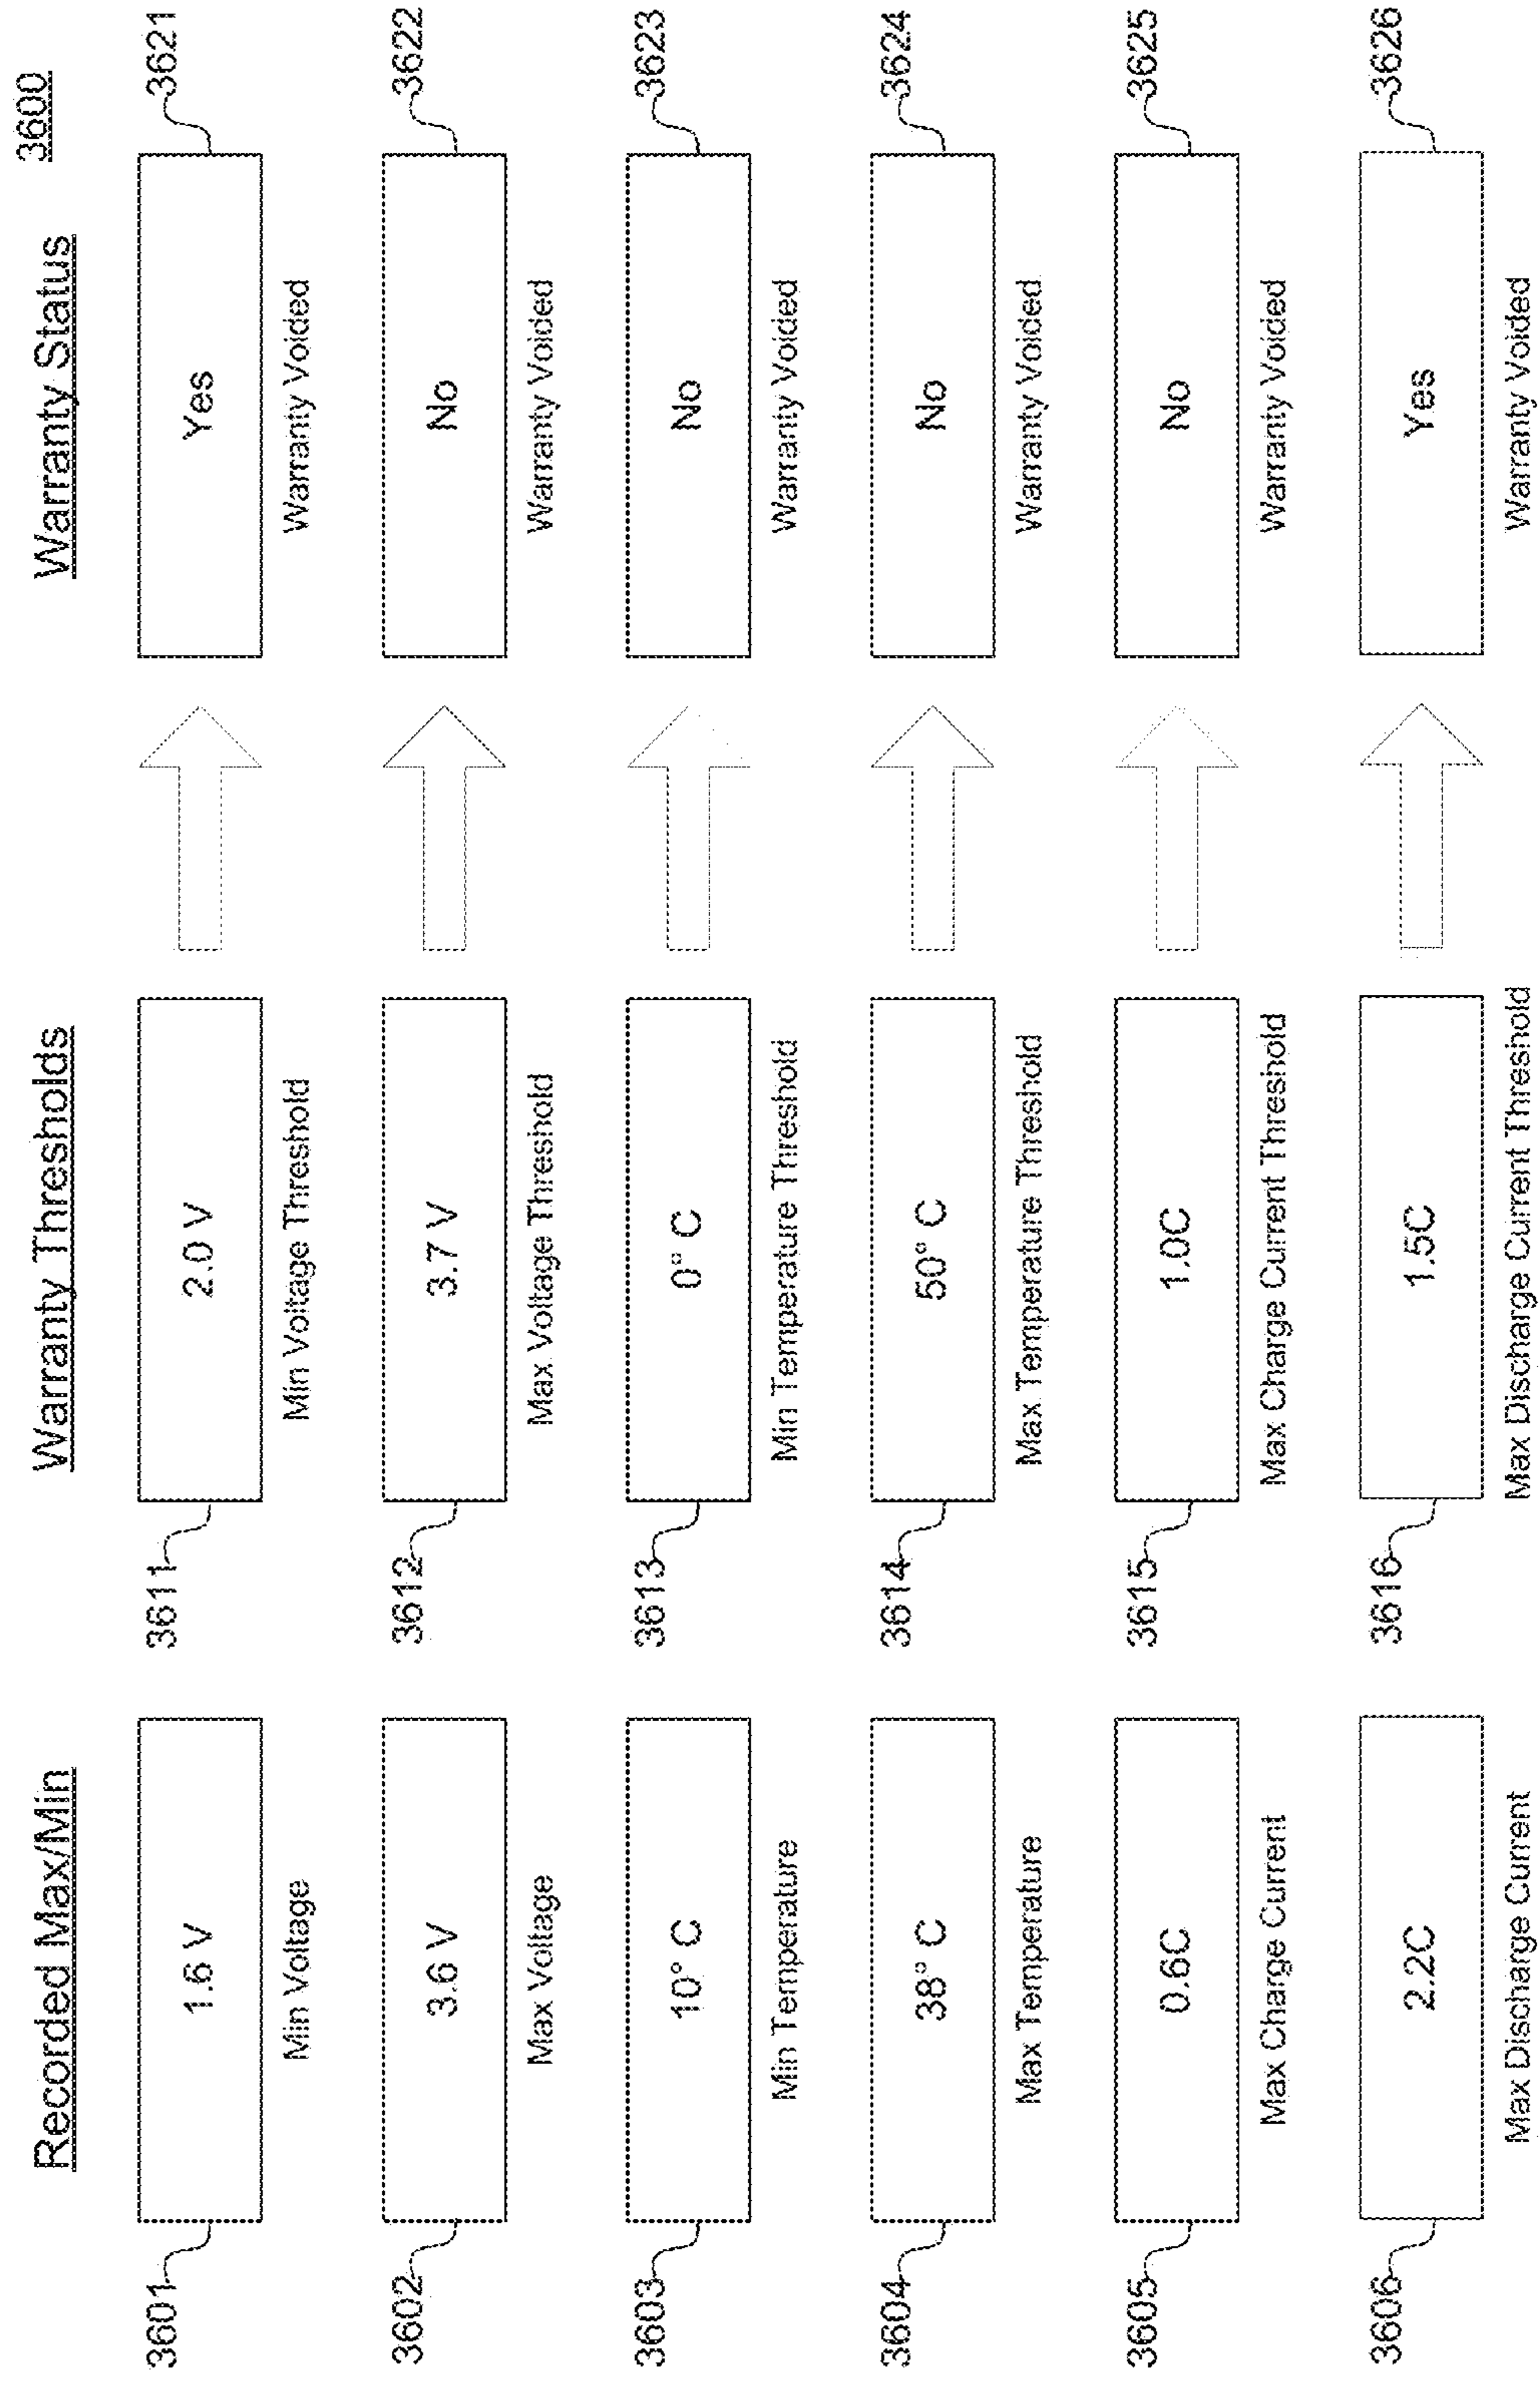 3600
Recorded Max/Min
Warranty Thresholds
Warranty Status
3601
1.6 V
Min Voltage
3611
2.0 V
Min Voltage Threshold
Yes
Warranty Voided
3621
3602
3.6 V
Max Voltage
3612
3.7 V
Max Voltage Threshold
No
Warranty Voided
3622
3603
10° C
Min Temperature
3613
0° C
Min Temperature Threshold
No
Warranty Voided
3623
3604
38° C
Max Temperature
3614
50° C
Max Temperature Threshold
No
Warranty Voided
3624
3605
0.6C
Max Charge Current
3615
1.0C
Max Charge Current Threshold
No
Warranty Voided
3625
3606
2.2C
Max Discharge Current
3616
1.5C
Max Discharge Current Threshold
Yes
Warranty Voided
3626